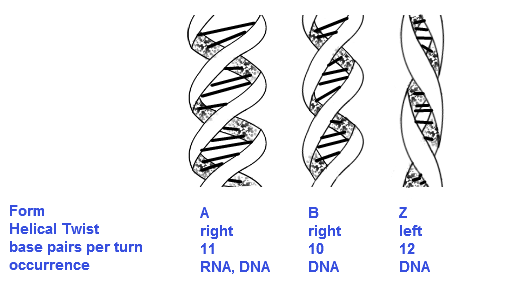 Form A B Z
Helical Twist right right left
base pairs per turn 11 10 12
occurrence RNA, DNA DNA DNA